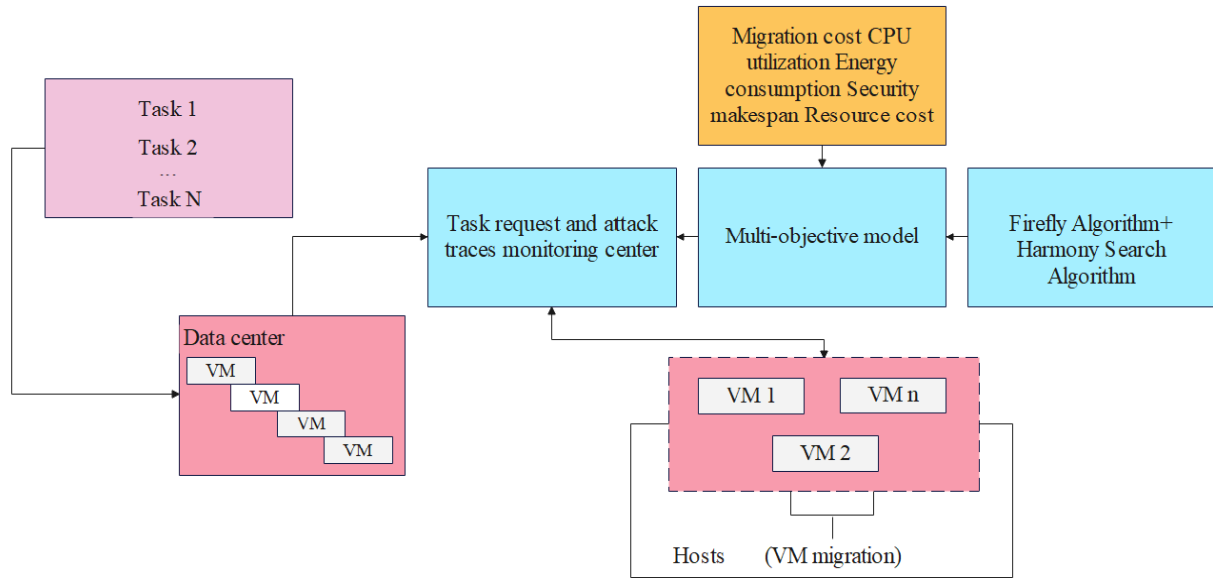 Migration cost CPU
utilization Energy
consumption Security
makespan Resource cost
Task 1
Task 2
...
Task N
Task request and attack
traces monitoring center
Multi-objective model
Firefly Algorithm+
Harmony Search
Algorithm
Data center
VM
VM
VM
VM
VM 1
VM n
VM 2
Hosts (VM migration)